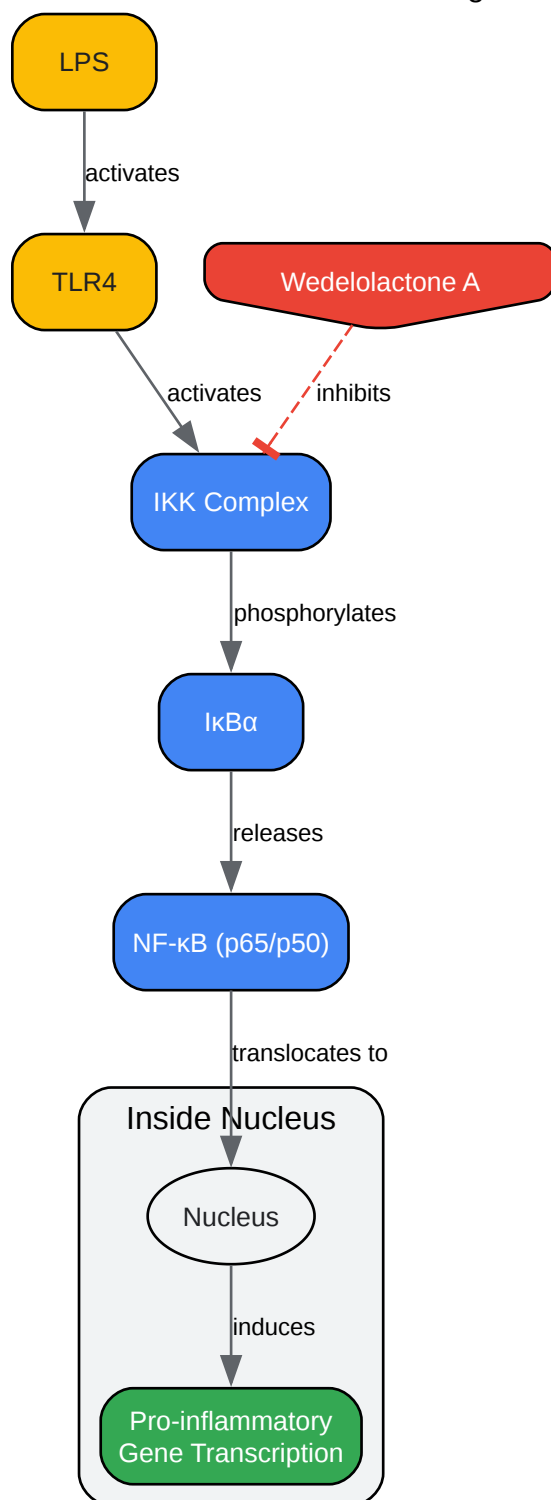 LPS
activates
TLR4
Wedelolactone A
activates
inhibits
IKK Complex
phosphorylates
IκBα
releases
NF-κB (p65/p50)
translocates to
Inside Nucleus
Nucleus
induces
Pro-inflammatory
Gene Transcription